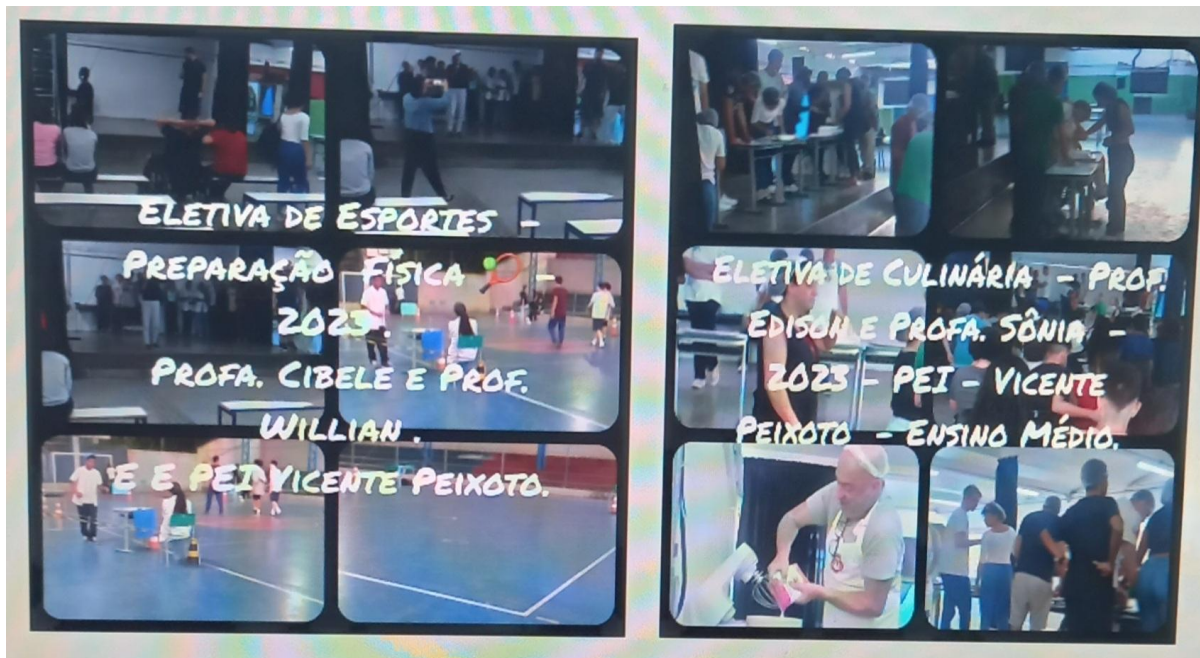 Eletiva de Esportes -
Preparação Física -
2023.
Profa. Cibele e Prof.
Willian.
E E PEI Vicente Peixoto.
Eletiva de Culinária - Prof.
Edison e Profa. Sônia -
2023 - PEI - Vicente
Peixoto - Ensino Médio.